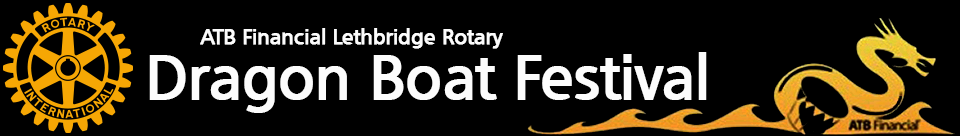 ROTARY
INTERNATIONAL
ATB Financial Lethbridge Rotary
Dragon Boat Festival
ATB Financial